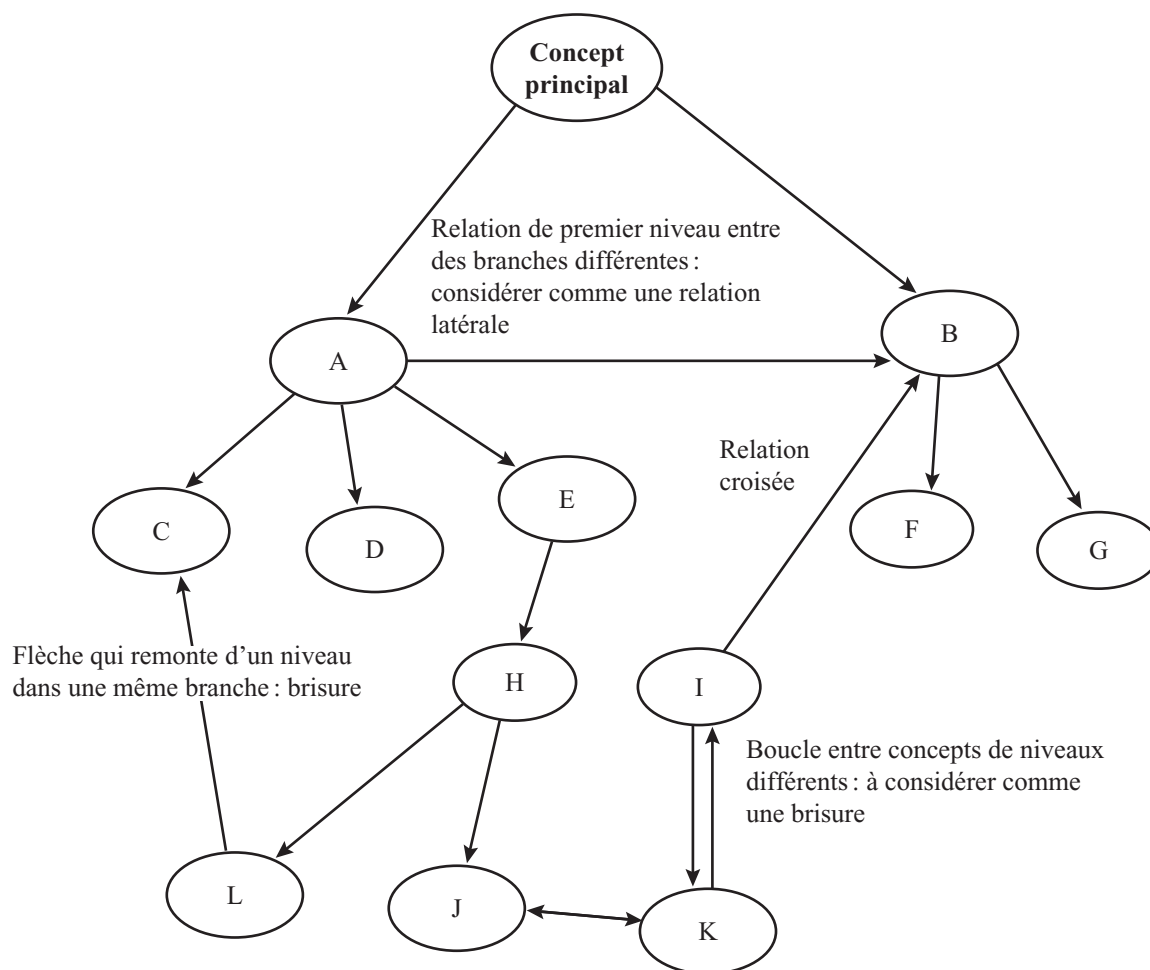 Concept
principal
Relation de premier niveau entre
des branches différentes :
considérer comme une relation
latérale
A
B
Relation
croisée
C
D
E
F
G
Flèche qui remonte d’un niveau
dans une même branche : brisure
H
I
Boucle entre concepts de niveaux
différents : à considérer comme
une brisure
L
J
K